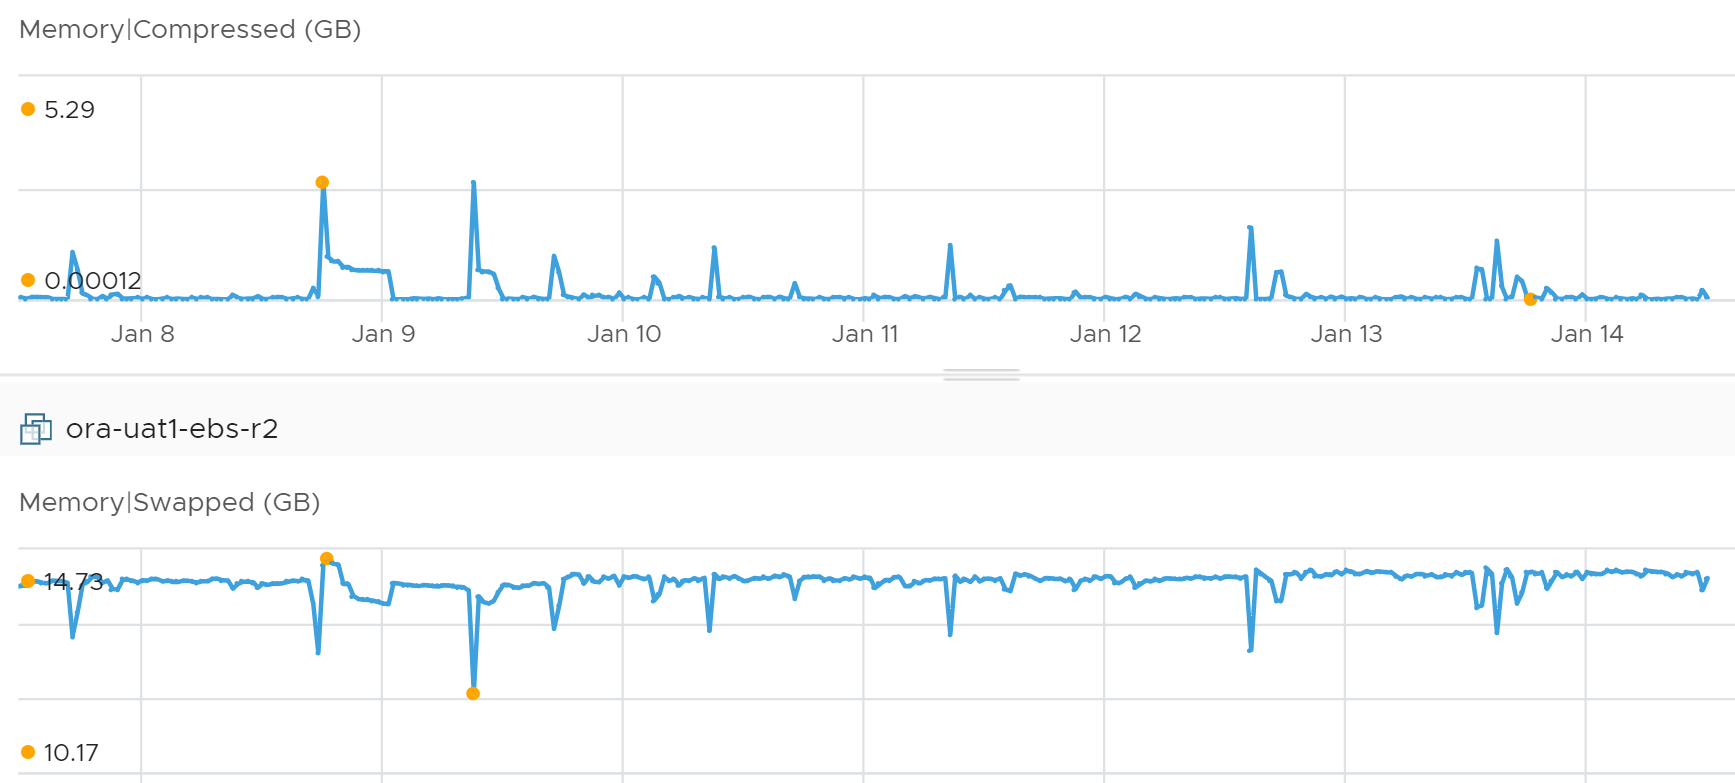 Memory|Compressed (GB)
5.29
0.00012
Jan 8 Jan 9 Jan 10 Jan 11 Jan 12 Jan 13 Jan 14
ora-uat1-ebs-r2
Memory|Swapped (GB)
14.73
10.17